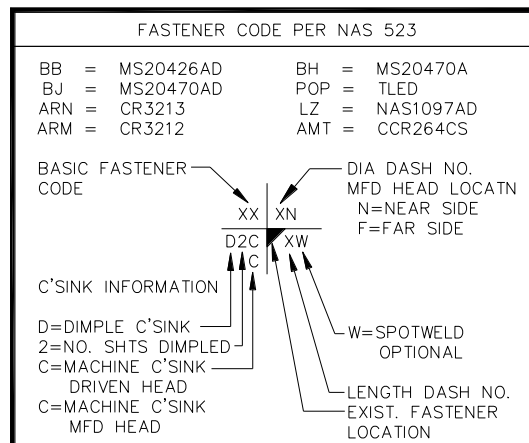 FASTENER CODE PER NAS 523
BB = MS20426AD
BH = MS20470A
BJ = MS20470AD
POP = TLED
ARN = CR3213
LZ = NAS1097AD
ARM = CR3212
AMT = CCR264CS
BASIC FASTENER
CODE
DIA DASH NO.
MFD HEAD LOCATN
N=NEAR SIDE
F=FAR SIDE
XX XN
D2C XW
C
C'SINK INFORMATION
D=DIMPLE C'SINK
2=NO. SHTS DIMPLED
C=MACHINE C'SINK
DRIVEN HEAD
C=MACHINE C'SINK
MFD HEAD
W=SPOTWELD
OPTIONAL
LENGTH DASH NO.
EXIST. FASTENER
LOCATION